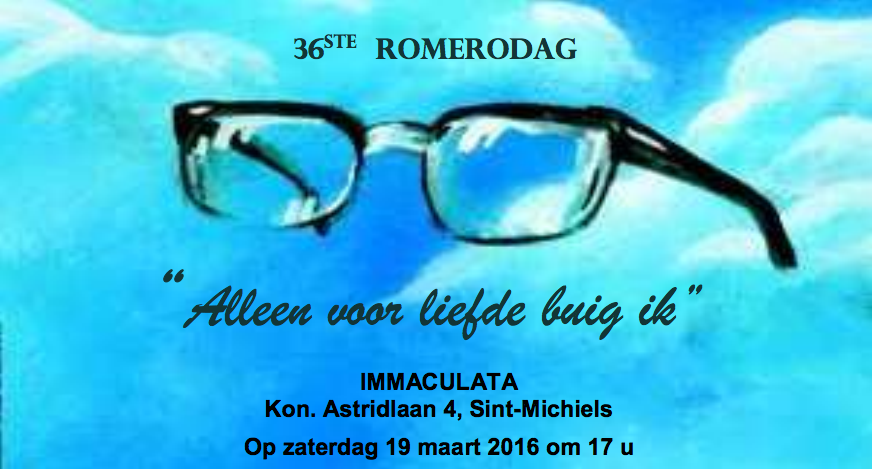 36STE ROMERODAG
“Alleen voor liefde buig ik”
IMMACULATA
Kon. Astridlaan 4, Sint-Michiels
Op zaterdag 19 maart 2016 om 17 u